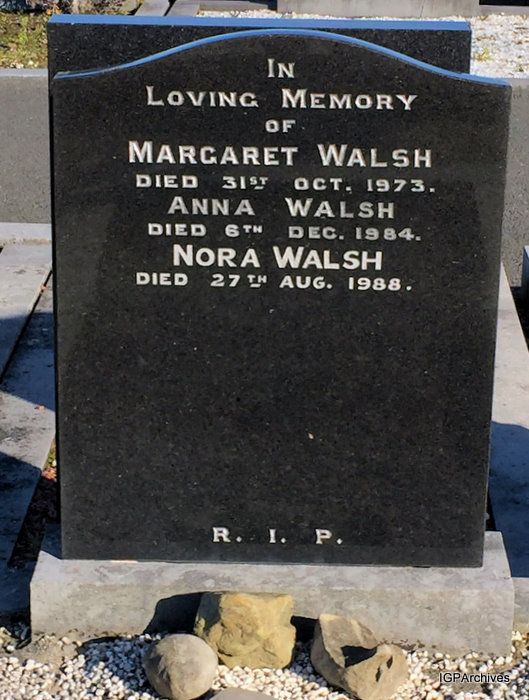 In
Loving Memory
of
Margaret Walsh
died 31st Oct. 1973.
Anna Walsh
died 6th Dec. 1984.
Nora Walsh
died 27th Aug. 1988.
R. I. P.
IGPArchives